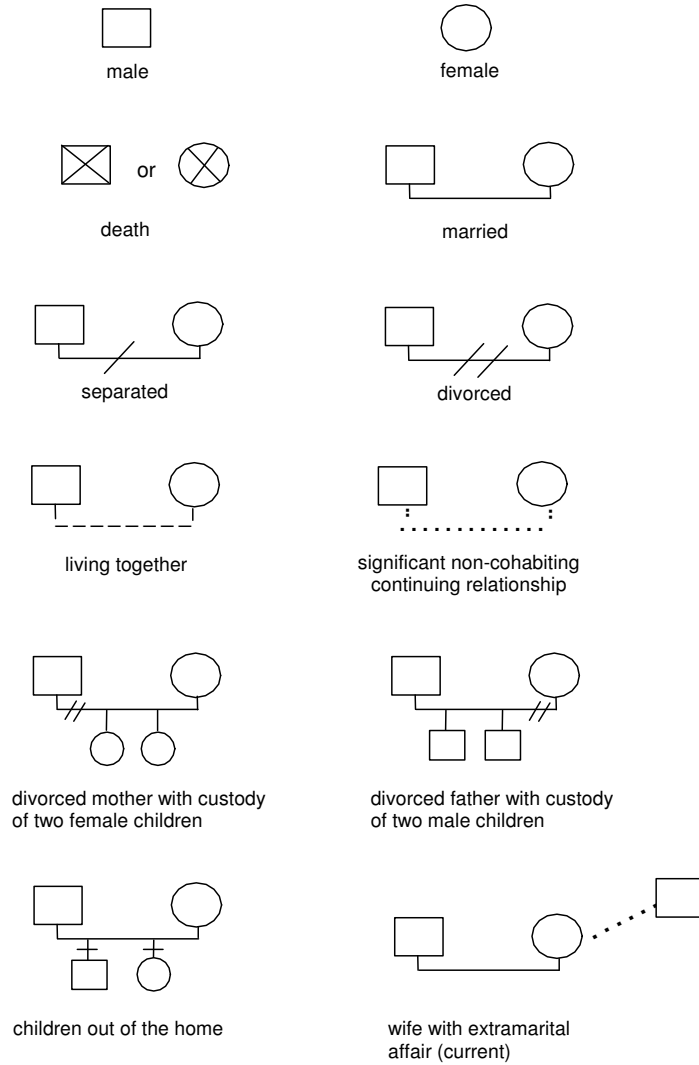 male
female
or
death
married
separated
divorced
living together
significant non-cohabiting
continuing relationship
divorced mother with custody
of two female children
divorced father with custody
of two male children
children out of the home
wife with extramarital
affair (current)